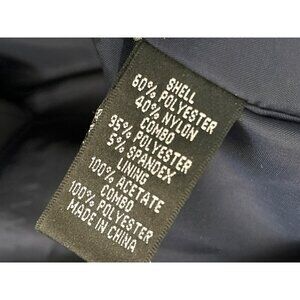 SHELL
60% POLYESTER
40% NYLON
COMBO
95% POLYESTER
5% SPANDEX
LINING
100% ACETATE
COMBO
100% POLYESTER
MADE IN CHINA